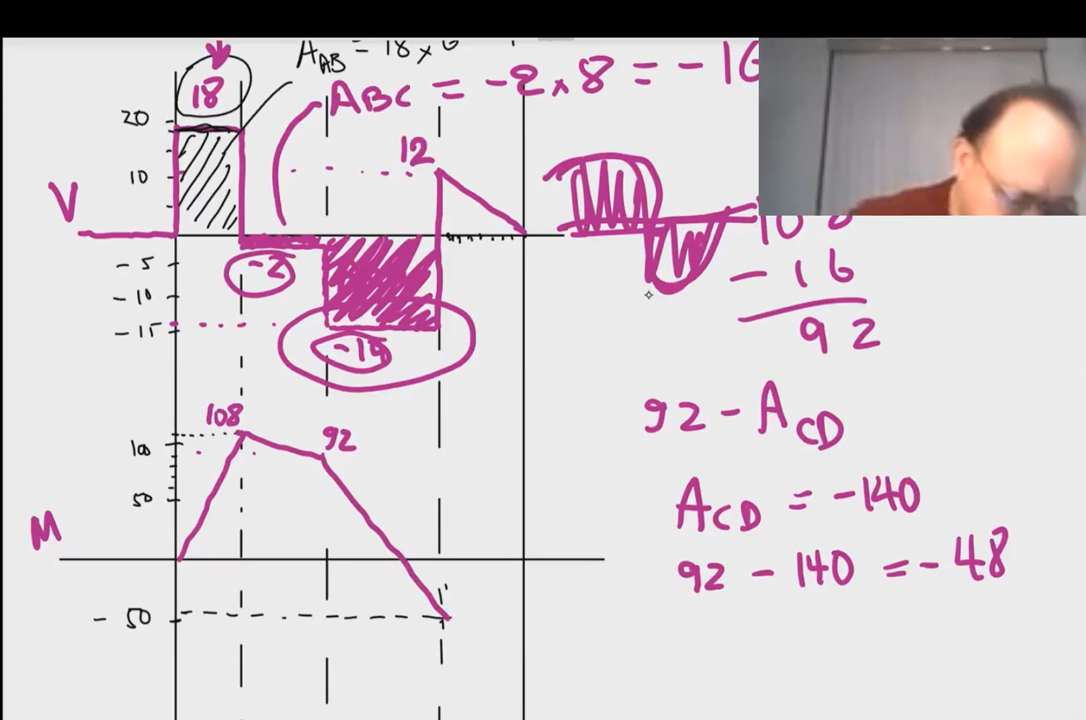 A_AB = 18 × 6
18
A_BC = -2 × 8 = - 16
20
12
10
V
-2
-5
-10
-15
-14
- 16
92
108
92
100
50
M
- 50
92 - A_CD
A_CD = -140
92 - 140 = - 48